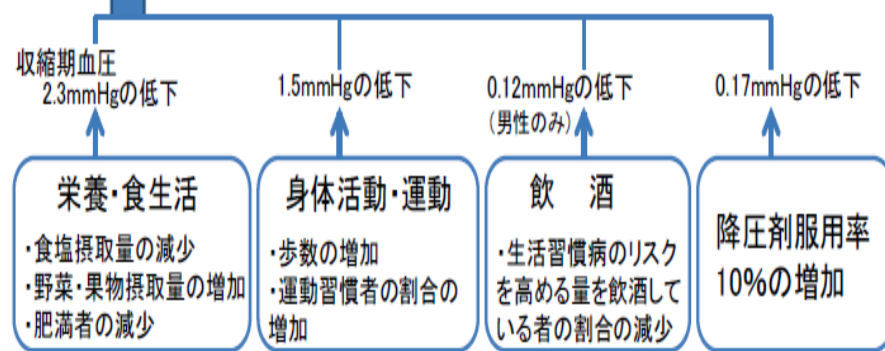 収縮期血圧
2.3mmHgの低下
1.5mmHgの低下
0.12mmHgの低下
(男性のみ)
0.17mmHgの低下
栄養・食生活
・食塩摂取量の減少
・野菜・果物摂取量の増加
・肥満者の減少
身体活動・運動
・歩数の増加
・運動習慣者の割合の
増加
飲　酒
・生活習慣病のリスク
を高める量を飲酒して
いる者の割合の減少
降圧剤服用率
10%の増加